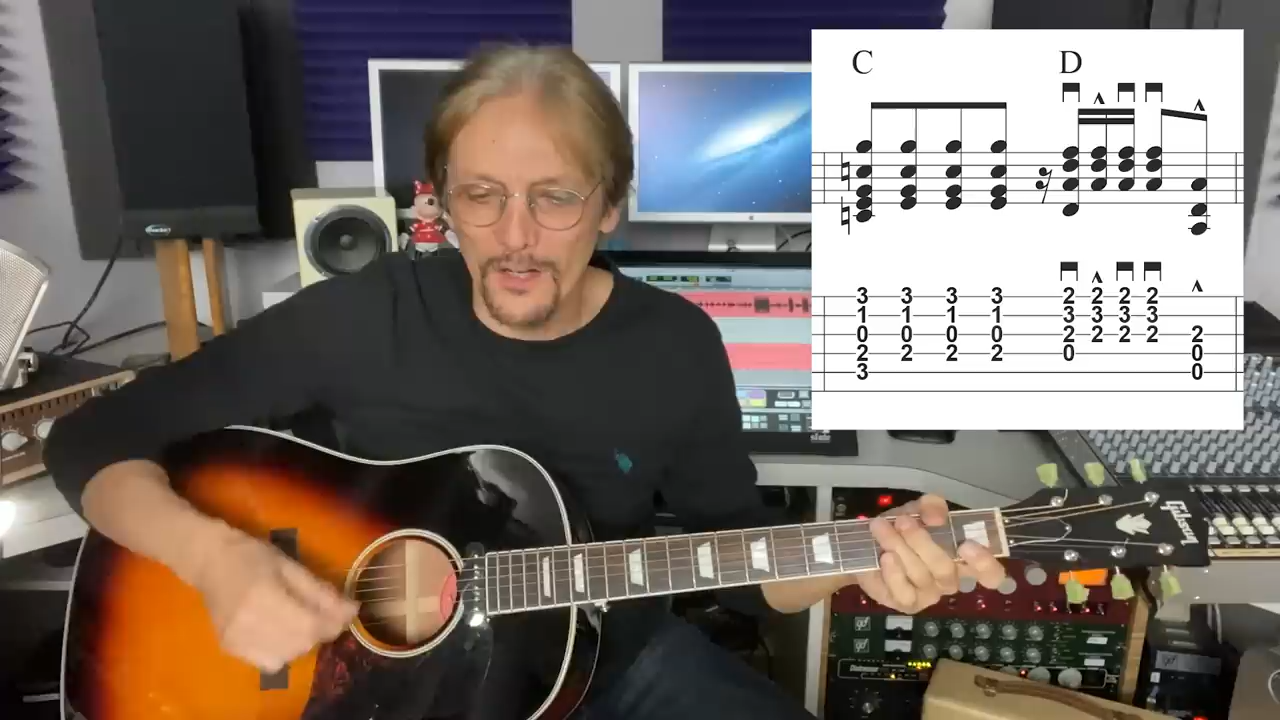 C D
3 3 3 3 2 2 2 2
1 1 1 1 3 3 3 3
0 0 0 0 2 2 2 2 2
2 2 2 2 0 0
3 0
Gibson